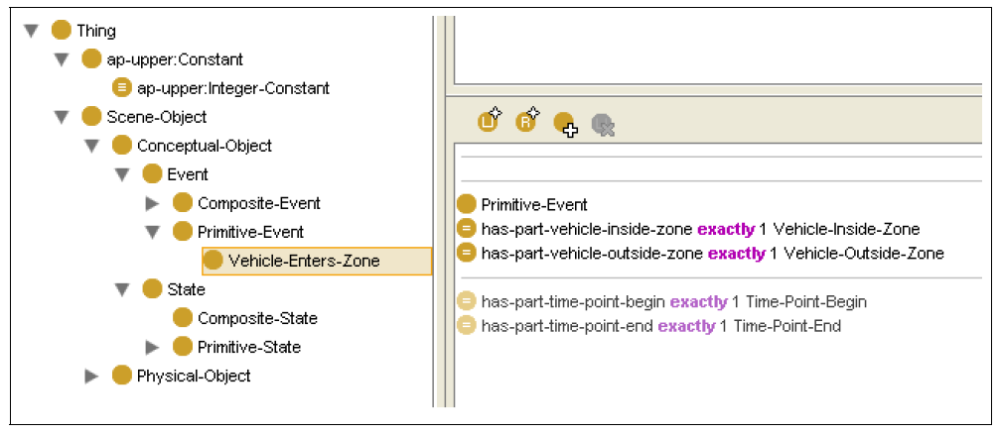 Thing
ap-upper:Constant
ap-upper:Integer-Constant
Scene-Object
Conceptual-Object
Event
Composite-Event
Primitive-Event
Vehicle-Enters-Zone
State
Composite-State
Primitive-State
Physical-Object
Primitive-Event
has-part-vehicle-inside-zone exactly 1 Vehicle-Inside-Zone
has-part-vehicle-outside-zone exactly 1 Vehicle-Outside-Zone
has-part-time-point-begin exactly 1 Time-Point-Begin
has-part-time-point-end exactly 1 Time-Point-End